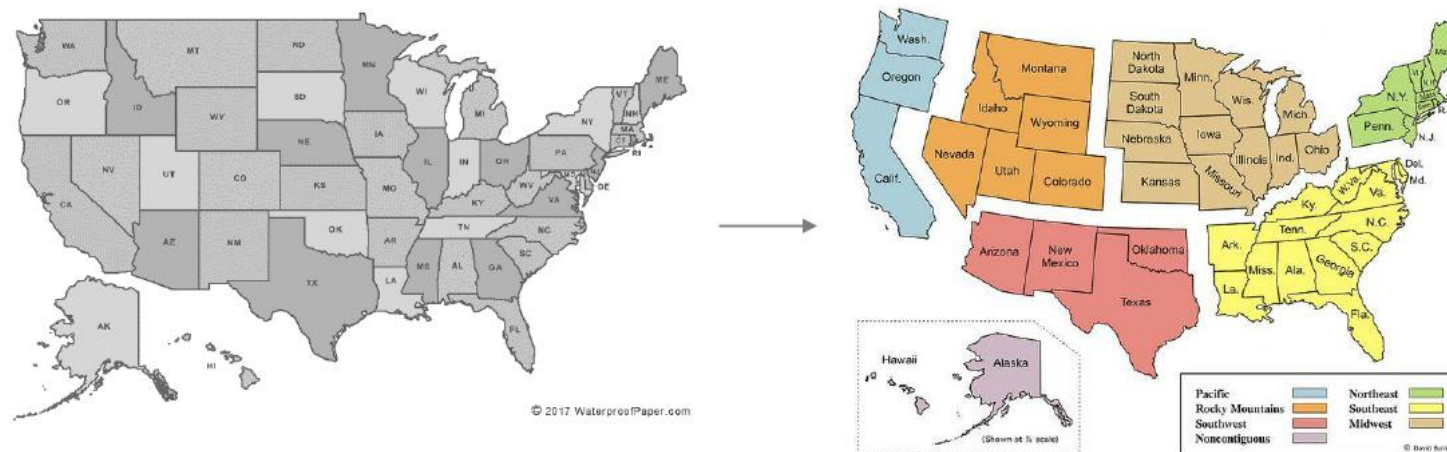 WA
MT
ND
MN
ME
OR
ID
SD
WI
MI
VT
NH
NY
WY
MA
CT
RI
IA
NE
PA
NV
UT
CO
IL
IN
OH
DE
WV
VA
KS
MO
KY
CA
OK
TN
NC
AZ
NM
AR
SC
MS
AL
GA
TX
LA
FL
AK
HI
© 2017 WaterproofPaper.com
Wash.
Oregon
Calif.
Montana
Idaho
Wyoming
Nevada
Utah
Colorado
North
Dakota
South
Dakota
Nebraska
Kansas
Minn.
Iowa
Missouri
Wis.
Illinois
Mich.
Ind.
Ohio
N.Y.
Penn.
N.J.
Del.
Md.
W.Va.
Va.
Ky.
N.C.
Tenn.
S.C.
Ark.
Miss.
Ala.
Georgia
La.
Fla.
Arizona
New
Mexico
Oklahoma
Texas
Hawaii
Alaska
(Shown at ½ scale)
Pacific
Rocky Mountains
Southwest
Noncontiguous
Northeast
Southeast
Midwest